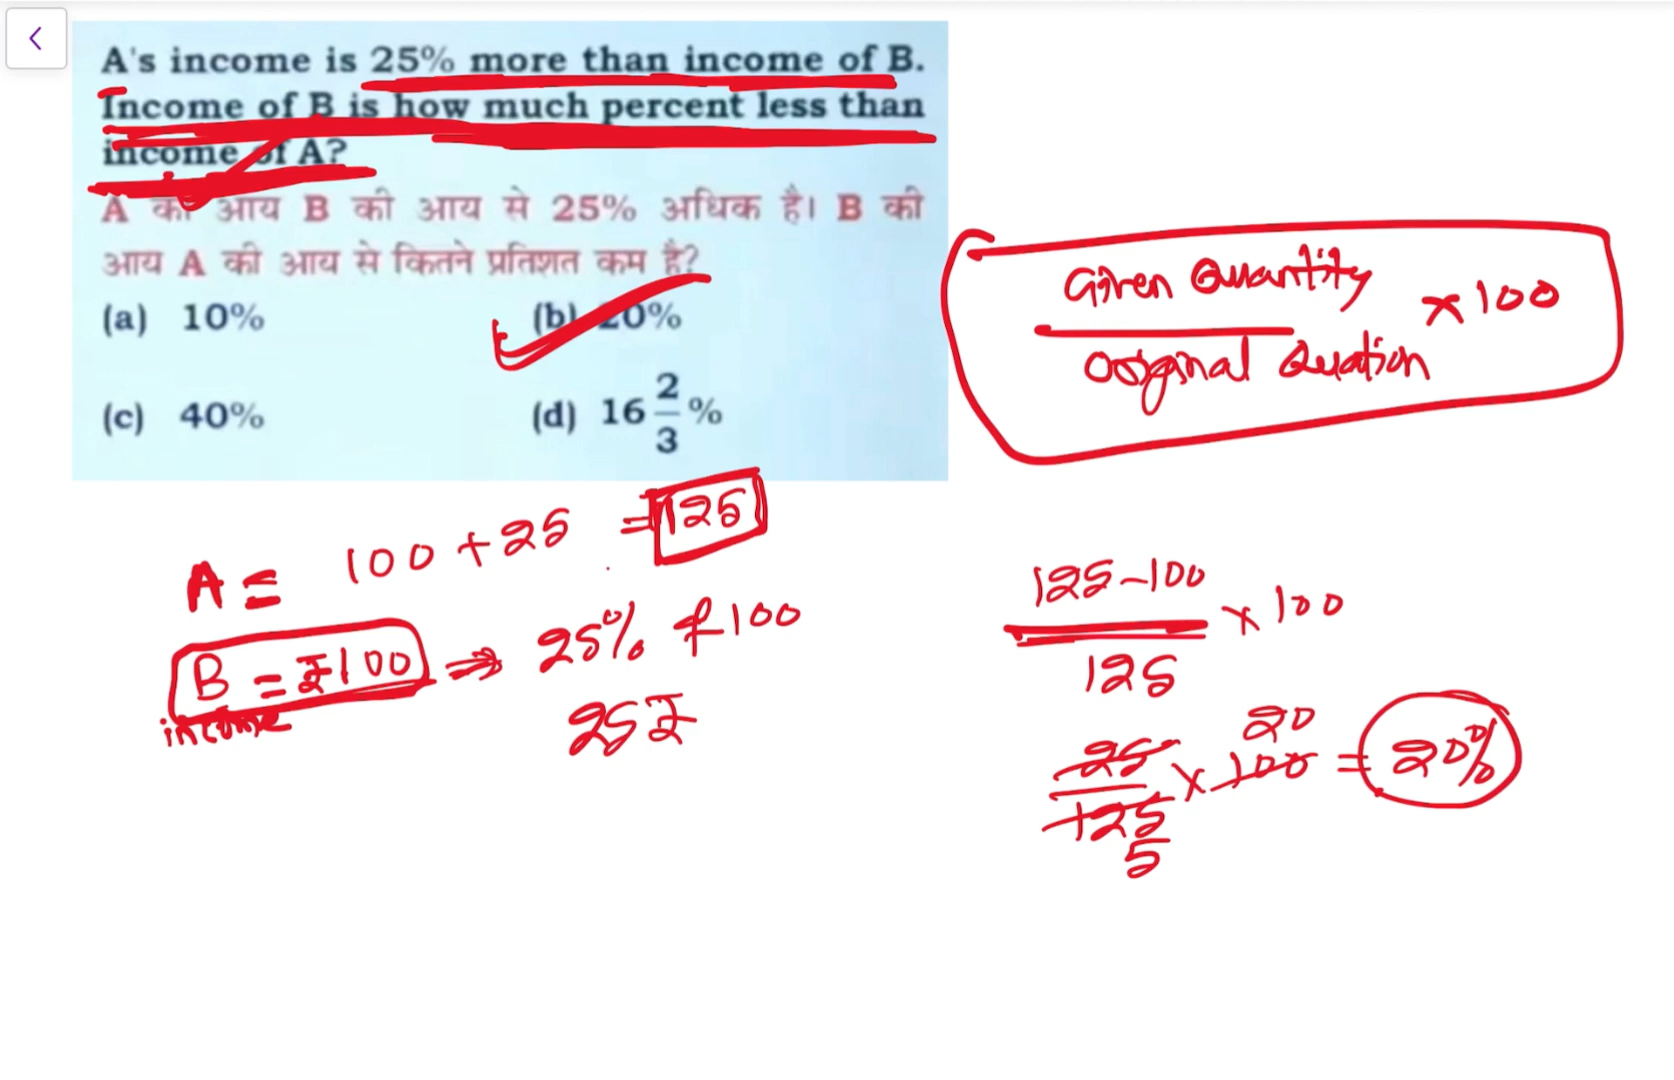 A's income is 25% more than income of B.
Income of B is how much percent less than
income of A?
A की आय B की आय से 25% अधिक है। B की
आय A की आय से कितने प्रतिशत कम है?
(a) 10% (b) 20%
(c) 40% (d) 16 2/3 %
Given Quantity
Original Quation × 100
A = 100 + 25 = 125
B = ₹100 ⇒ 25% of 100
income
25₹
125-100
125 × 100
25
125 × 100 = 20%
20
5